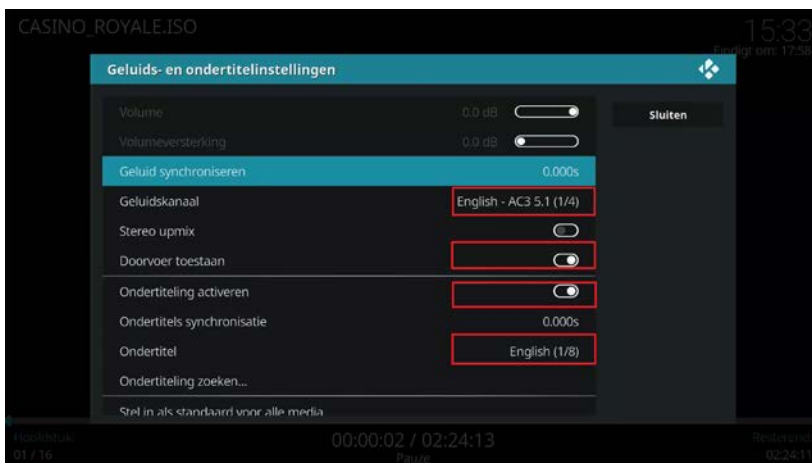 CASINO_ROYALE.ISO
15:33
Eindigt om: 17:58
Geluids- en ondertitelinstellingen
Volume 0.0 dB
Sluiten
Volumeversterking 0.0 dB
Geluid synchroniseren 0.000s
Geluidskanaal English - AC3 5.1 (1/4)
Stereo upmix
Doorvoer toestaan
Ondertiteling activeren
Ondertitels synchronisatie 0.000s
Ondertitel English (1/8)
Ondertiteling zoeken...
Stel in als standaard voor alle media
Hoofdstuk: 00:00:02 / 02:24:13 Resterend:
01 / 16 Pauze 02:24:11